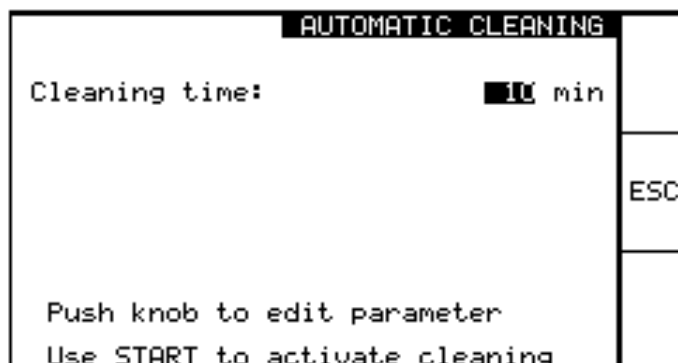 AUTOMATIC CLEANING
Cleaning time: 10 min
ESC
Push knob to edit parameter
Use START to activate cleaning